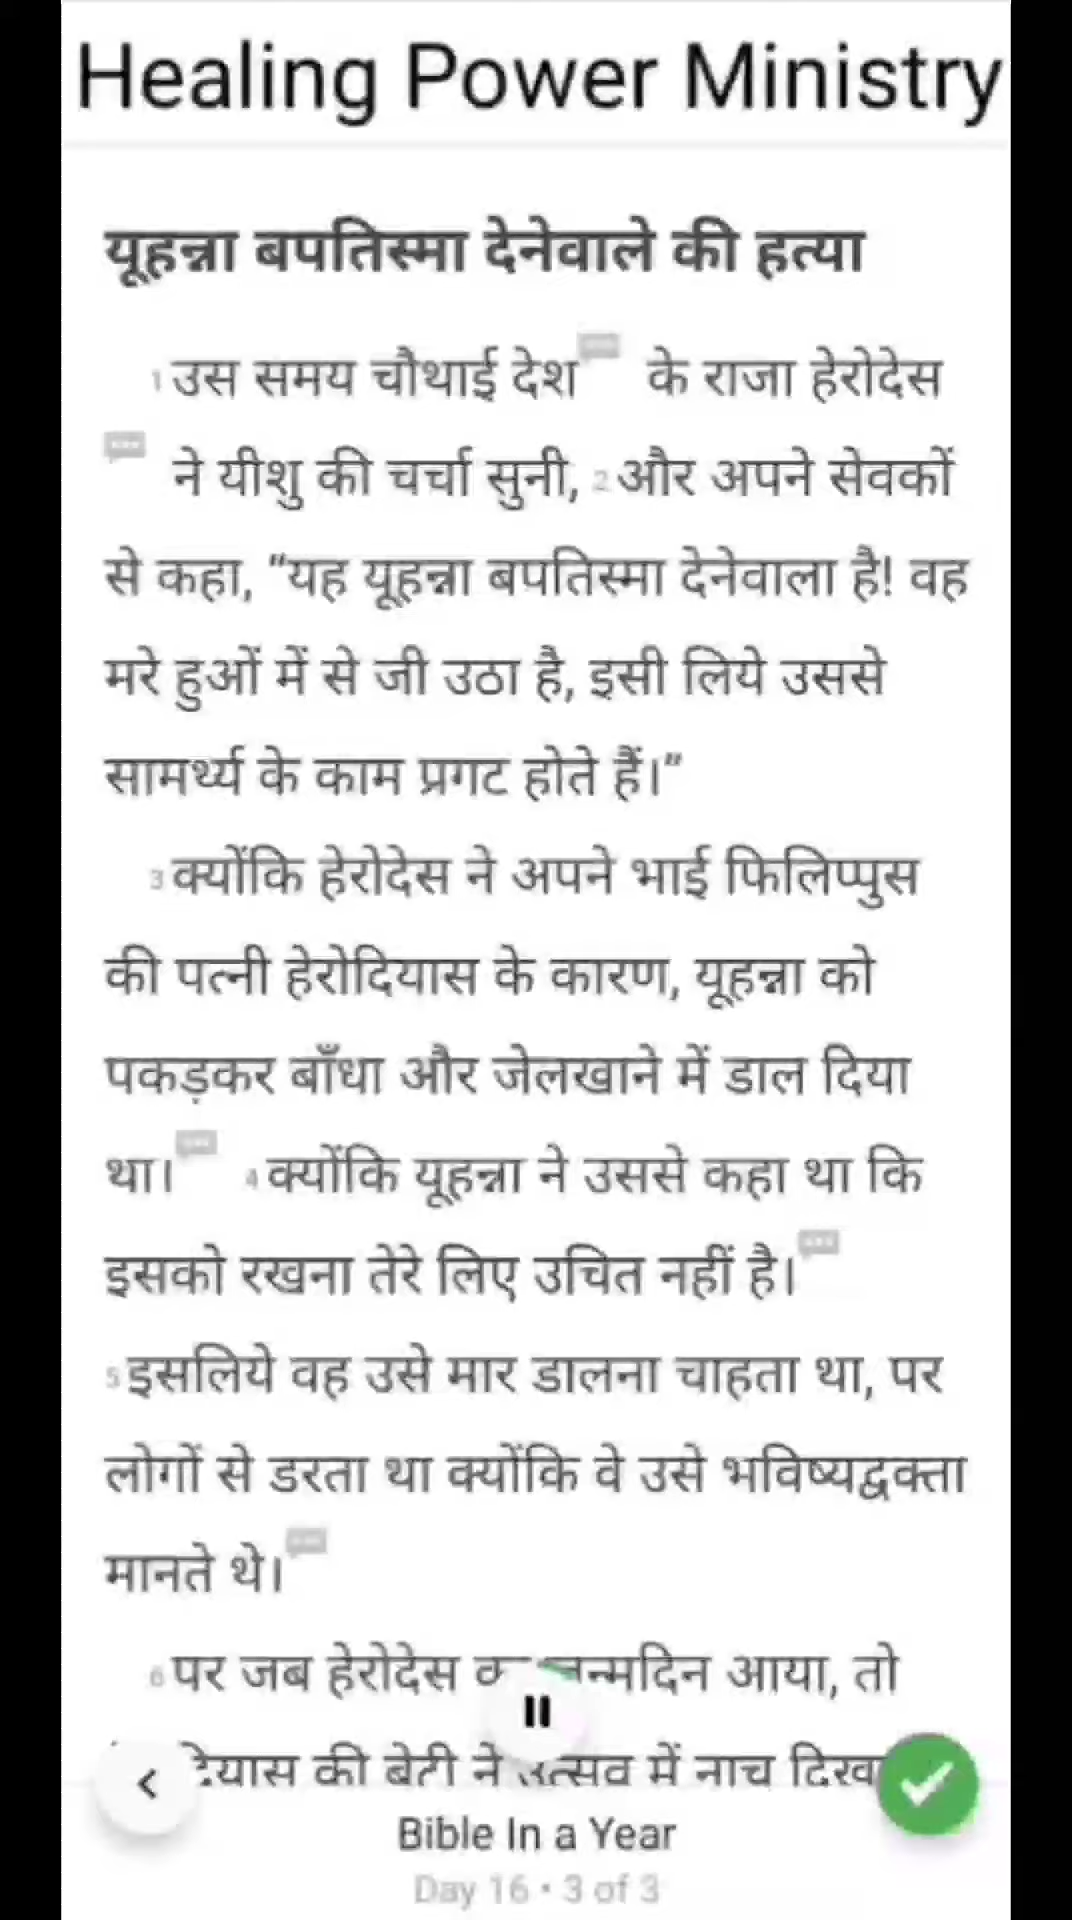 Healing Power Ministry
यूहन्ना बपतिस्मा देनेवाले की हत्या
1 उस समय चौथाई देश के राजा हेरोदेस
ने यीशु की चर्चा सुनी, 2 और अपने सेवकों
से कहा, “यह यूहन्ना बपतिस्मा देनेवाला है! वह
मरे हुओं में से जी उठा है, इसी लिये उससे
सामर्थ्य के काम प्रगट होते हैं।”
3 क्योंकि हेरोदेस ने अपने भाई फिलिप्पुस
की पत्नी हेरोदियास के कारण, यूहन्ना को
पकड़कर बाँधा और जेलखाने में डाल दिया
था। 4 क्योंकि यूहन्ना ने उससे कहा था कि
इसको रखना तेरे लिए उचित नहीं है।
5 इसलिये वह उसे मार डालना चाहता था, पर
लोगों से डरता था क्योंकि वे उसे भविष्यद्वक्ता
मानते थे।
6 पर जब हेरोदेस का जन्मदिन आया, तो
की बेटी ने उत्सव में नाच
Bible In a Year
Day 16 • 3 of 3